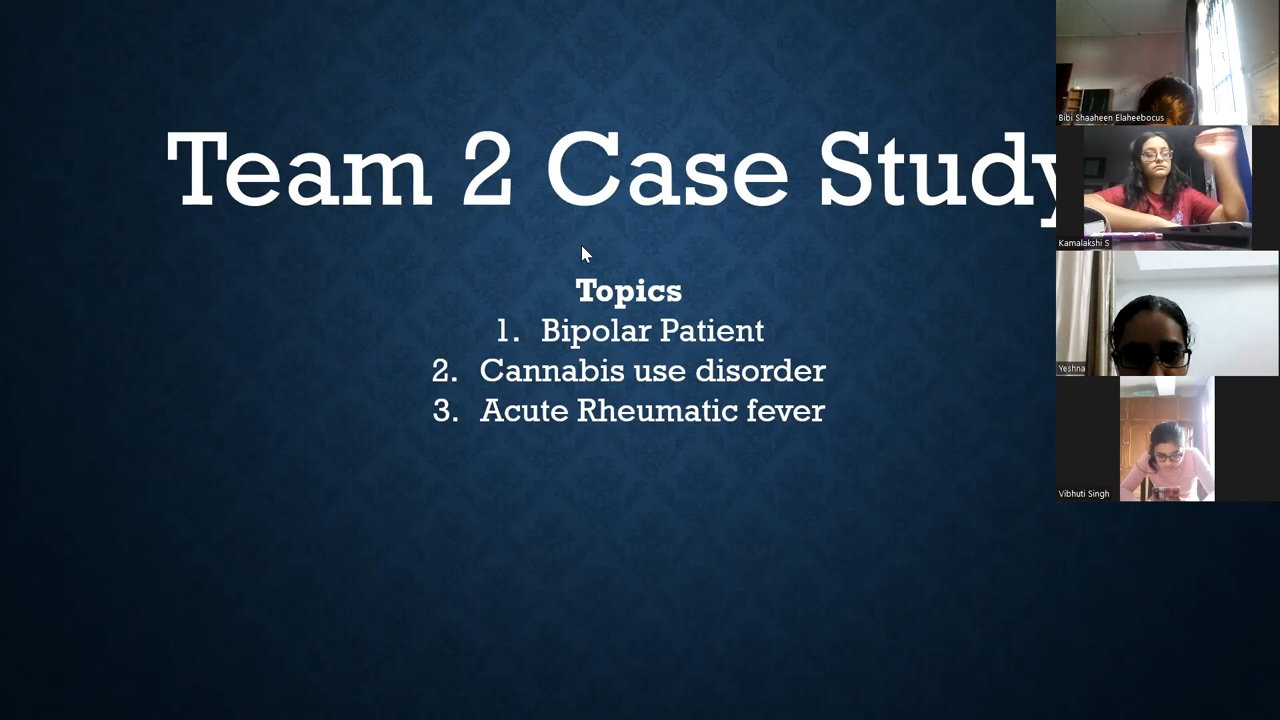 Team 2 Case Study
Topics
1. Bipolar Patient
2. Cannabis use disorder
3. Acute Rheumatic fever
Bibi Shaaheen Elaheebocus
Kamalakshi S
Yeshna
Vibhuti Singh